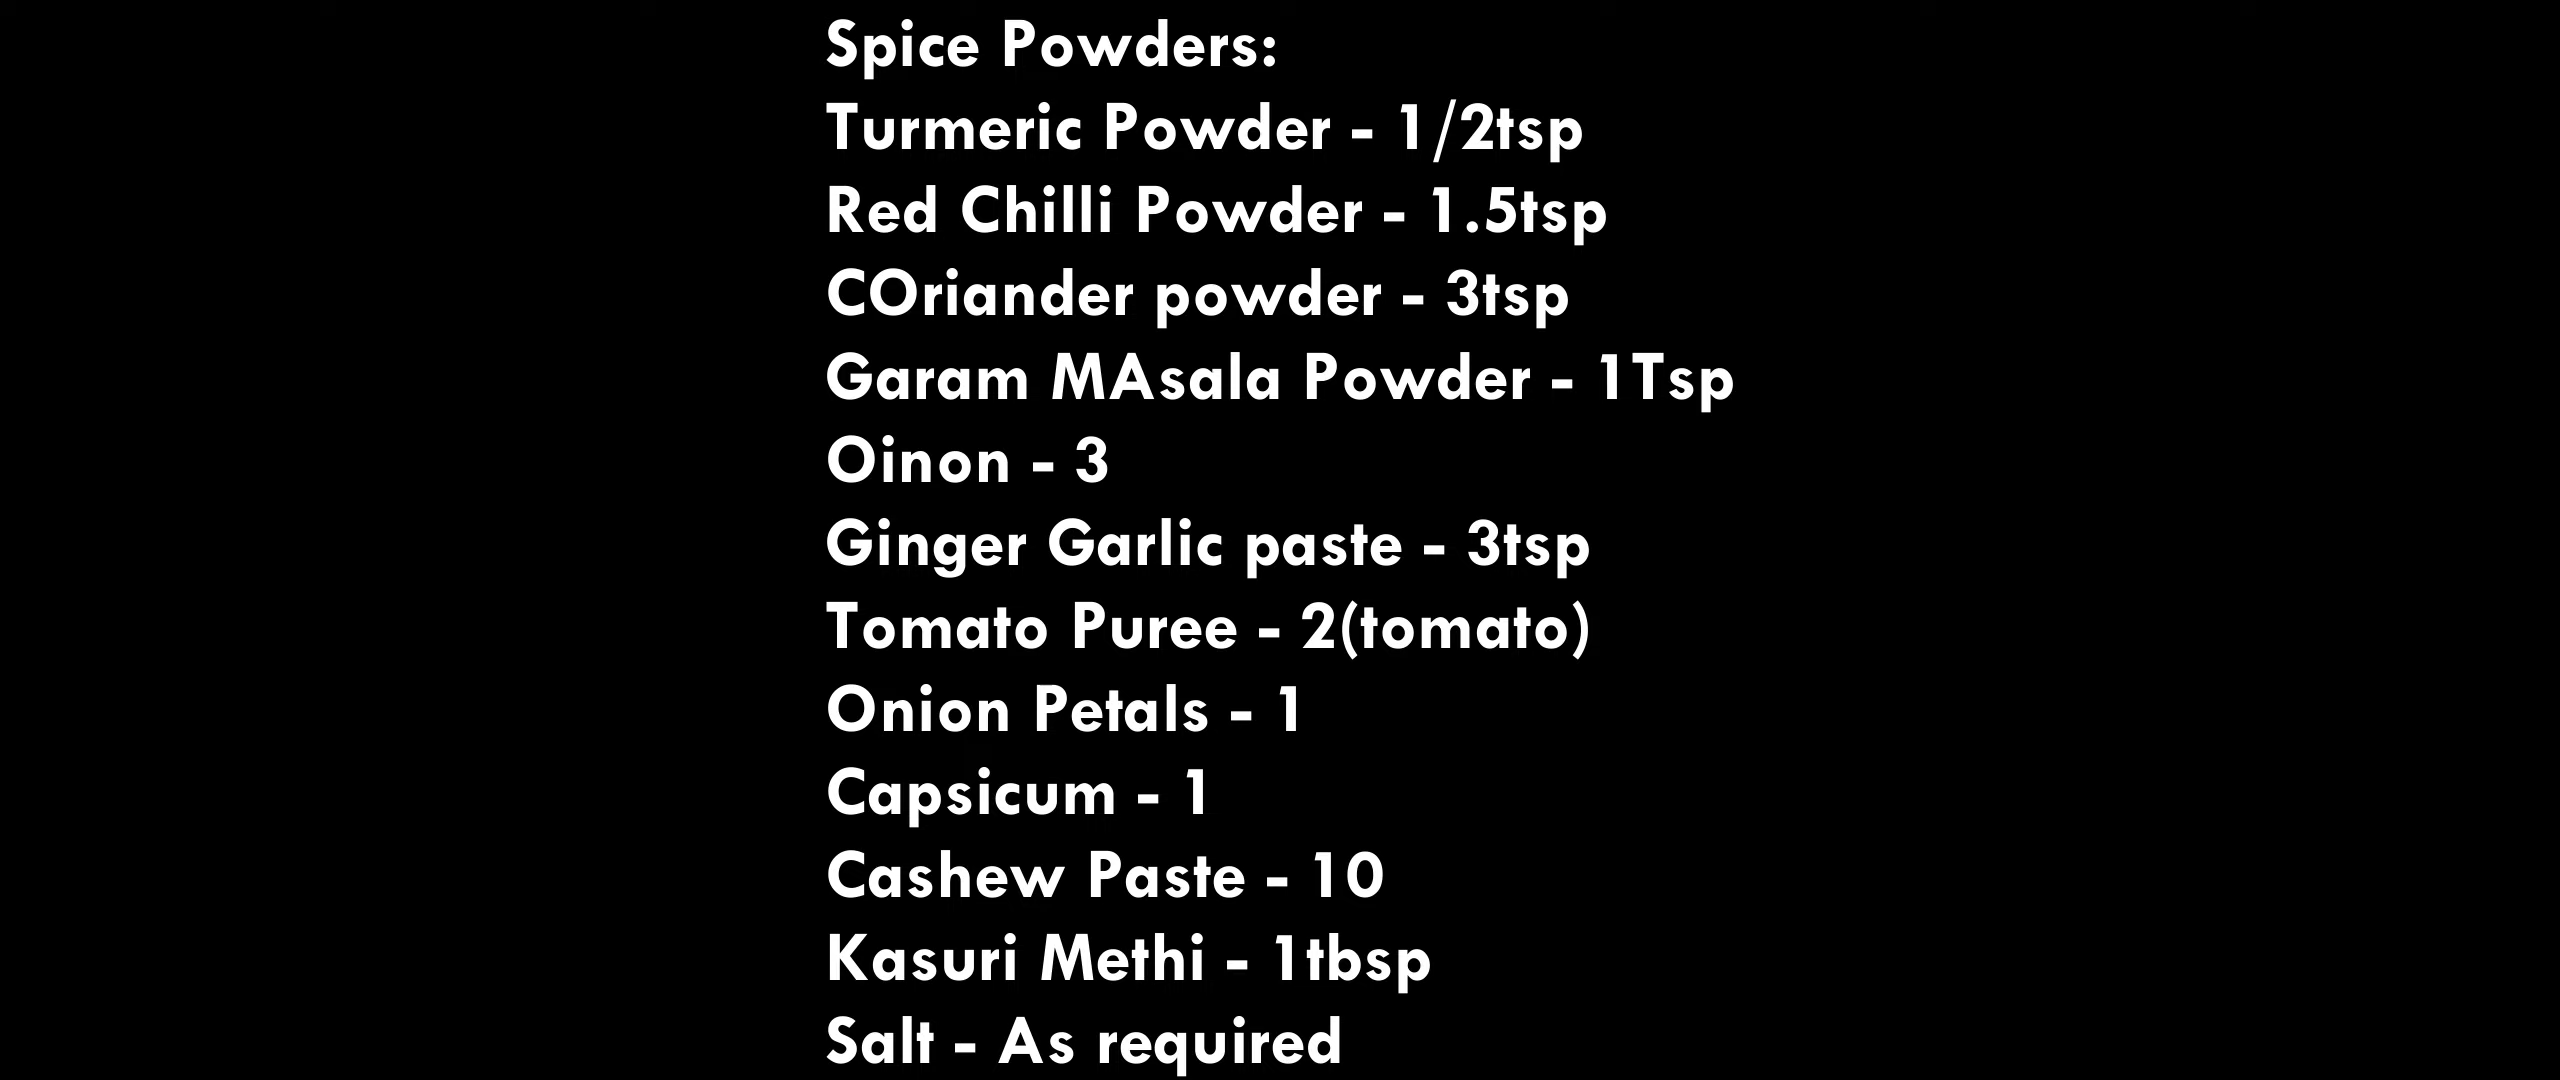 Spice Powders:
Turmeric Powder - 1/2tsp
Red Chilli Powder - 1.5tsp
COriander powder - 3tsp
Garam MAsala Powder - 1Tsp
Oinon - 3
Ginger Garlic paste - 3tsp
Tomato Puree - 2(tomato)
Onion Petals - 1
Capsicum - 1
Cashew Paste - 10
Kasuri Methi - 1tbsp
Salt - As required